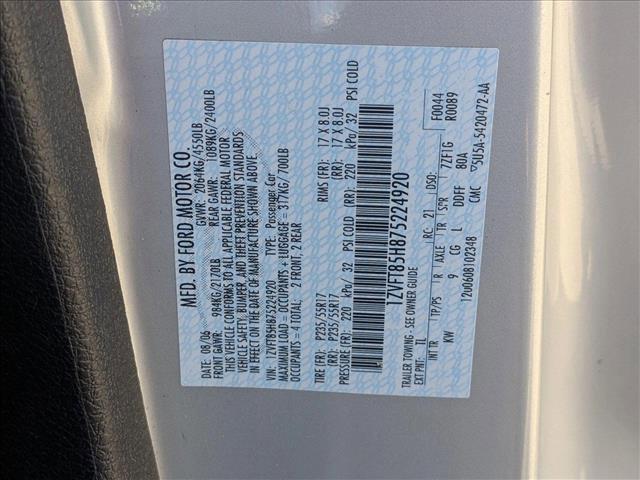 MFD. BY FORD MOTOR CO.
DATE: 08/06 GVWR: 2064KG/4550LB
FRONT GAWR: 984KG/2170LB REAR GAWR: 1089KG/2400LB
THIS VEHICLE CONFORMS TO ALL APPLICABLE FEDERAL MOTOR
VEHICLE SAFETY, BUMPER, AND THEFT PREVENTION STANDARDS
IN EFFECT ON THE DATE OF MANUFACTURE SHOWN ABOVE.
VIN: 1ZVFT85H875224920 TYPE: Passenger Car
MAXIMUM LOAD = OCCUPANTS + LUGGAGE = 317KG/ 700LB
OCCUPANTS = 4 TOTAL: 2 FRONT, 2 REAR
TIRE (FR): P235/55R17 RIMS (FR): 17 X 8.0J
TIRE (RR): P235/55R17 RIMS (RR): 17 X 8.0J
PRESSURE (FR): 220 kPa/ 32 PSI COLD (RR): 220 kPa/ 32 PSI COLD
1ZVFT85H875224920
TRAILER TOWING - SEE OWNER GUIDE F0044
EXT PNT: TL RC: 21 DSO: R0089
INT TR TP/PS R AXLE TR SPR 7ZF1G
KW 9 CG L DDFF 80A
12U0608102348 CMC 5U5A-5420472-AA